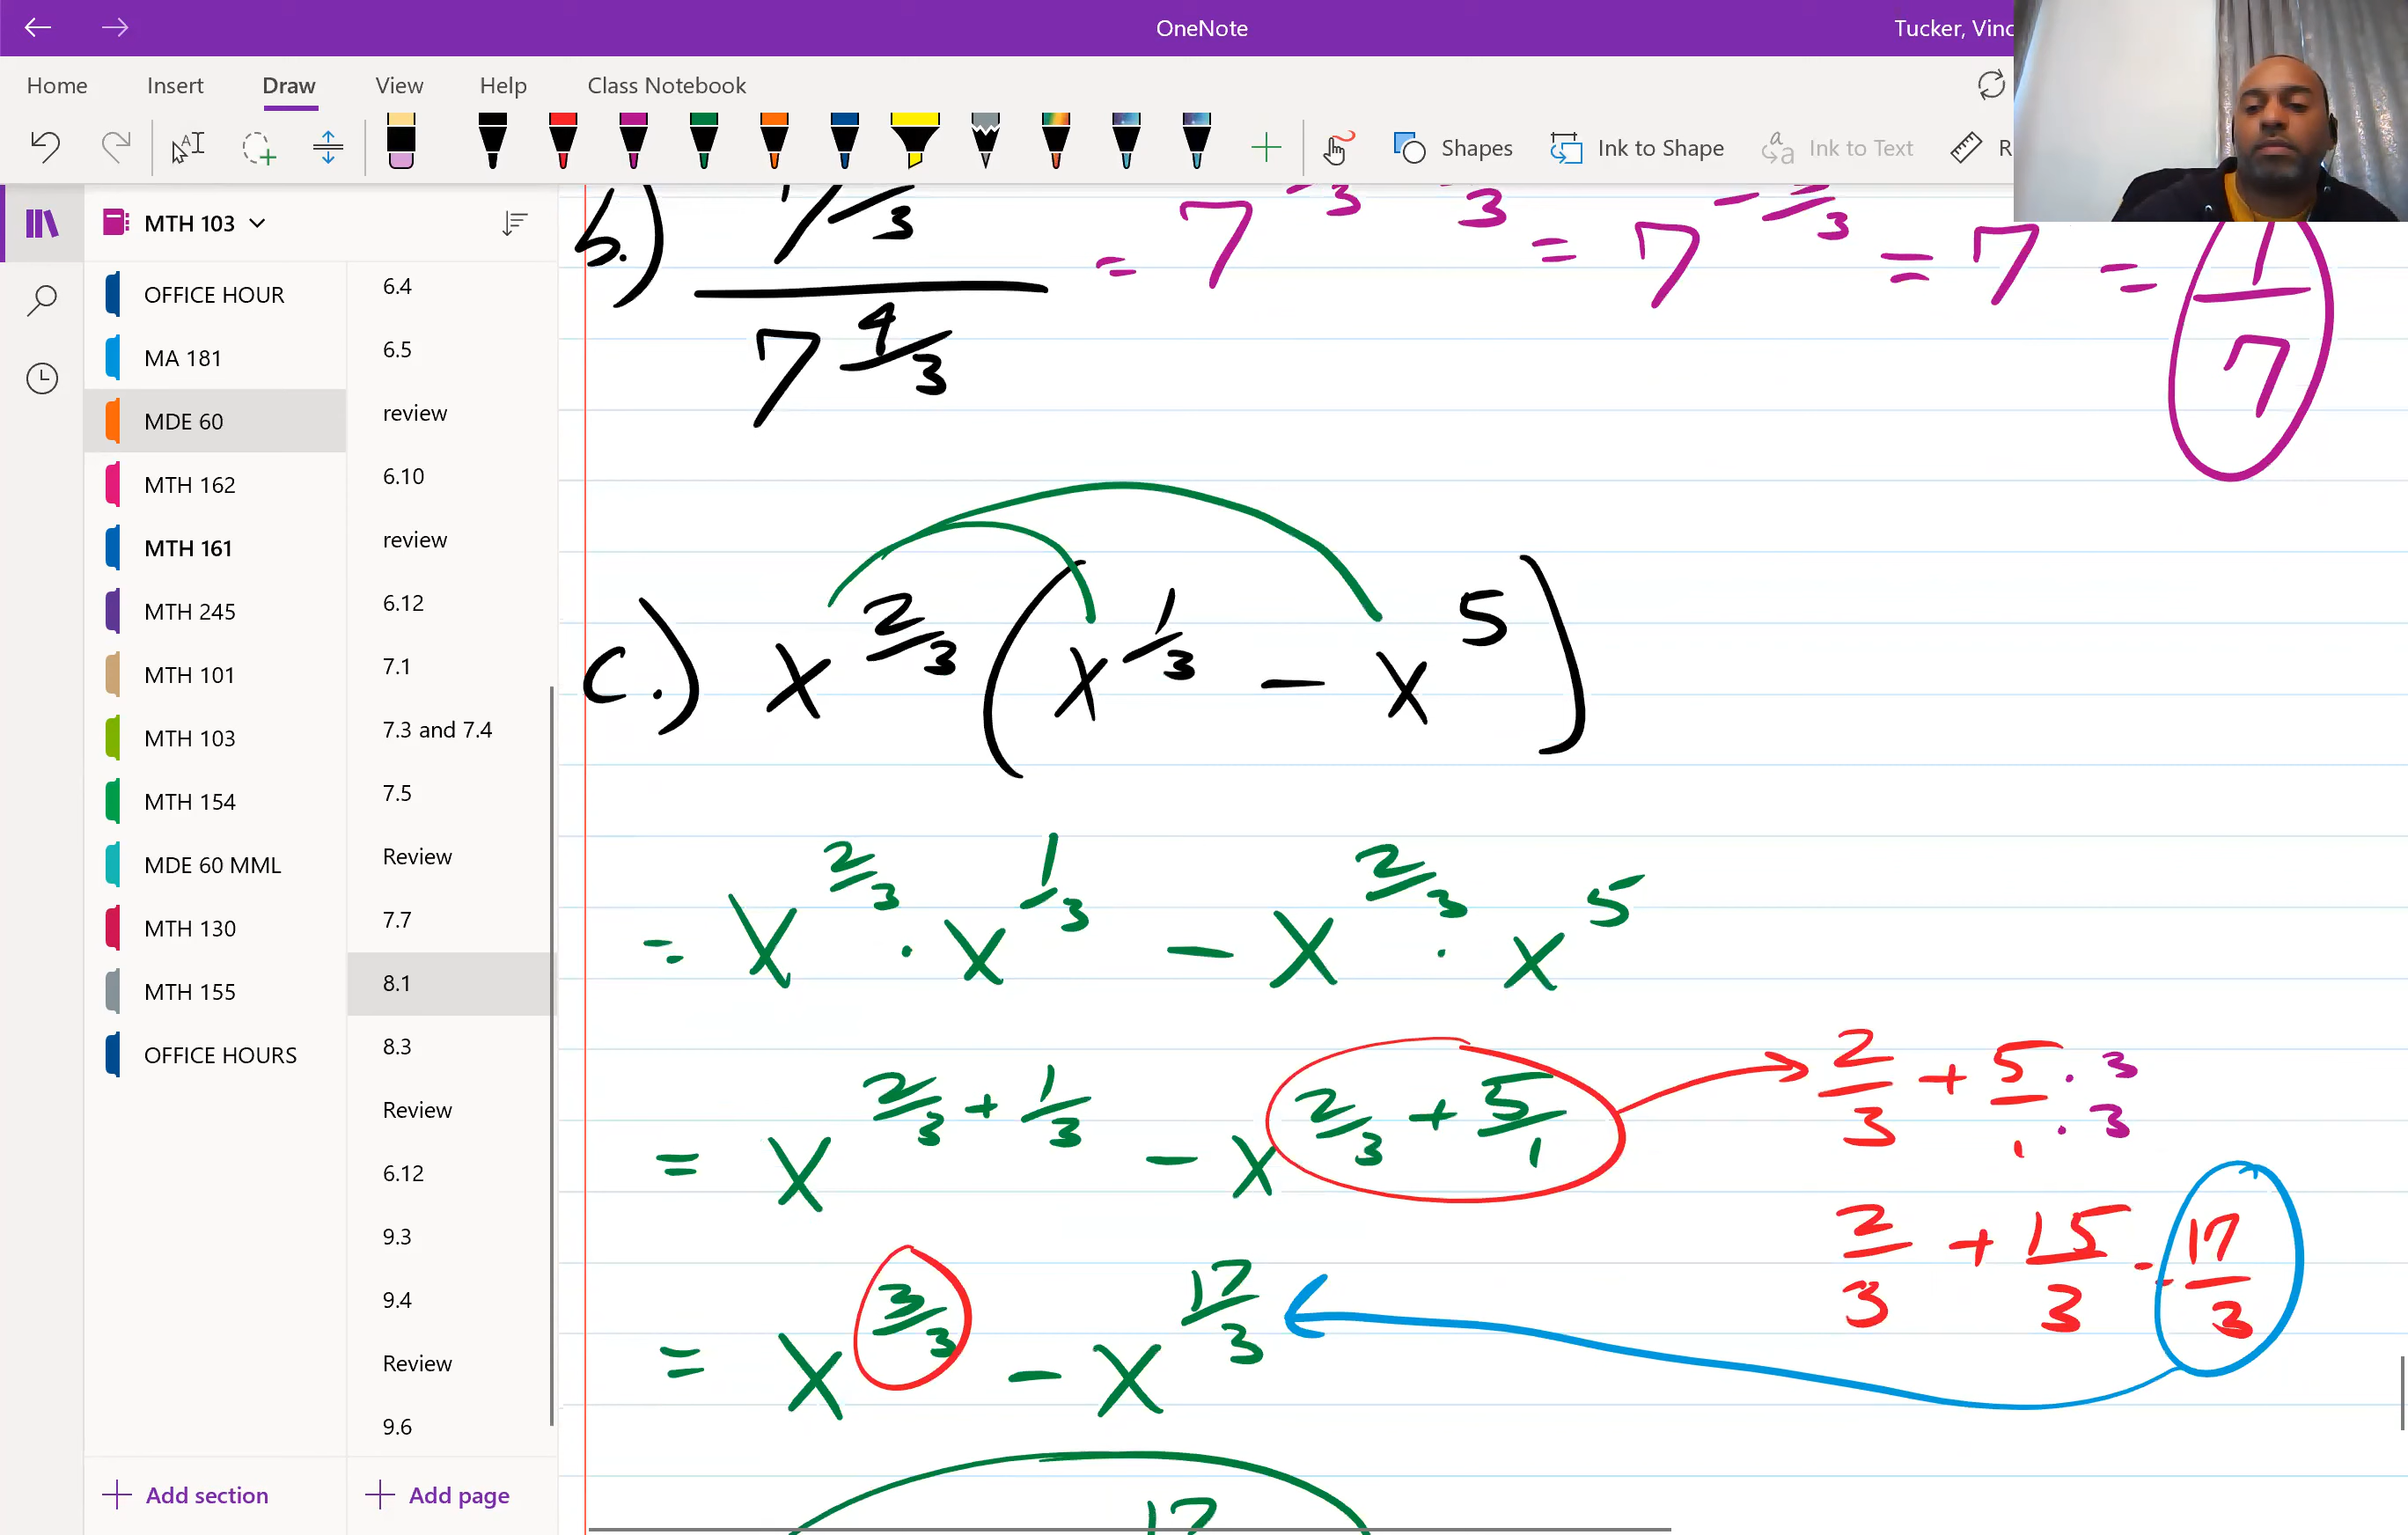 OneNote
Tucker, Vinc
Home Insert Draw View Help Class Notebook
Shapes Ink to Shape Ink to Text R
MTH 103
OFFICE HOUR
MA 181
MDE 60
MTH 162
MTH 161
MTH 245
MTH 101
MTH 103
MTH 154
MDE 60 MML
MTH 130
MTH 155
OFFICE HOURS
Add section
6.4
6.5
review
6.10
review
6.12
7.1
7.3 and 7.4
7.5
Review
7.7
8.1
8.3
Review
6.12
9.3
9.4
Review
9.6
Add page
b.) 7^(4/3) = 7 = 7 = 7 = 1/7
c.) x^(2/3) (x^(1/3) - x^5)
= x^(2/3) · x^(1/3) - x^(2/3) · x^5
= x^(2/3 + 1/3) - x^(2/3 + 5/1)
2/3 + 5/1 · 3/3
2/3 + 15/3 = 17/3
= x^(3/3) - x^(17/3)
17